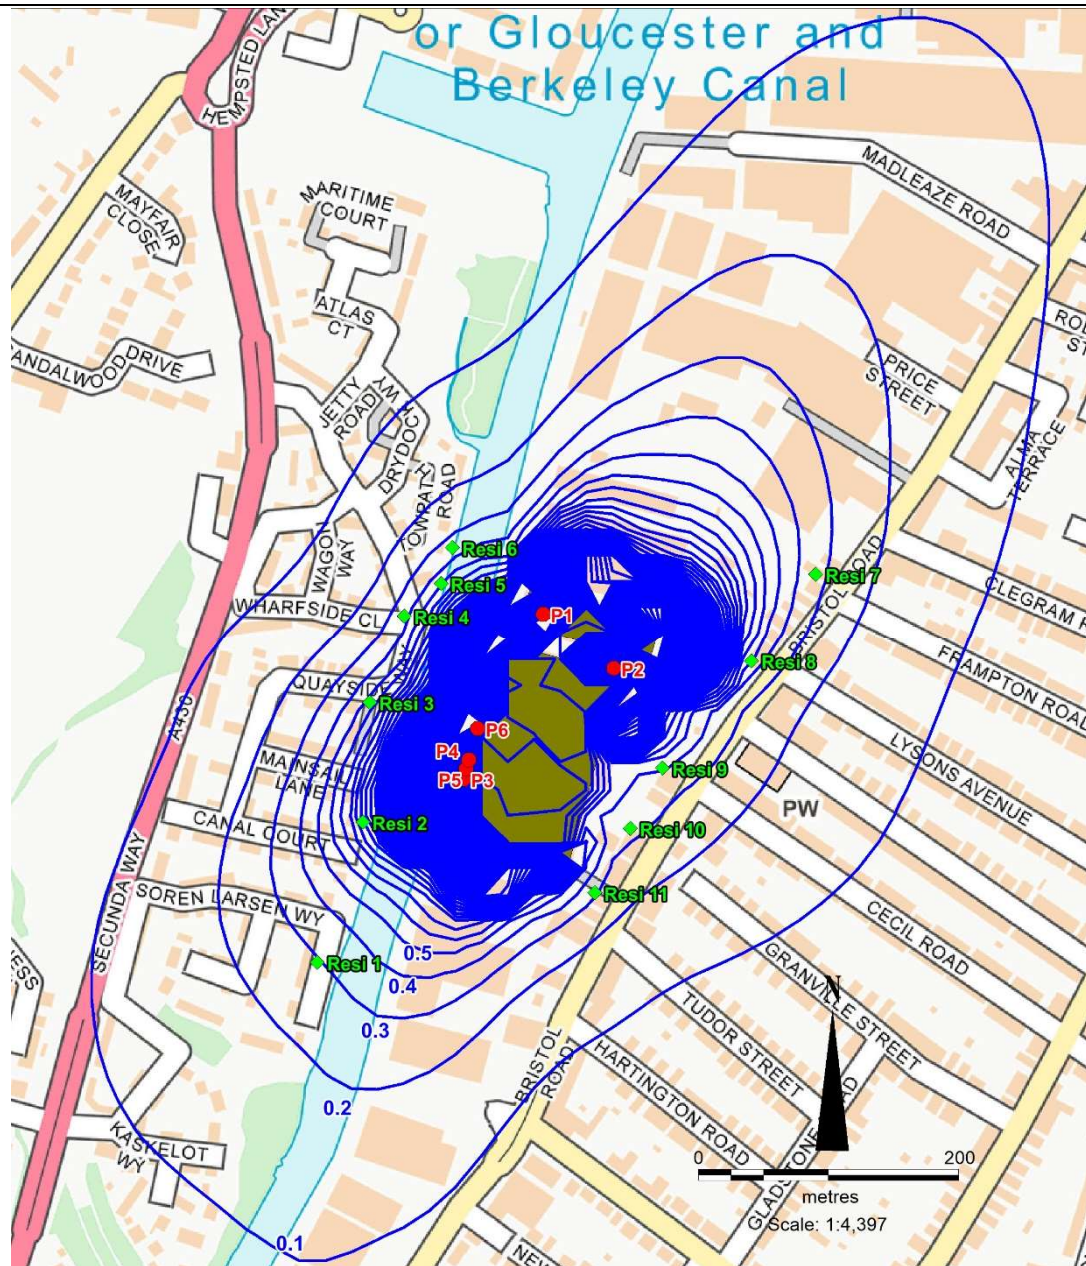 or Gloucester and
Berkeley Canal
HEMPSTED LANE
MADLEAZE ROAD
MARITIME
COURT
MAYFAIR
CLOSE
ATLAS
CT
DRIVE
JETTY
ROAD
DRYDOCK
WY
PRICE
STREET
ALMA
TERRACE
ROAD
WAGON
WAY
Resi 6
Resi 5
Resi 7
WHARFSIDE CL
Resi 4
P1
CLEGRAM
BRISTOL ROAD
Resi 8
P2
FRAMPTON ROAD
QUAYSIDE WAY
Resi 3
A430
P6
P4
P5
P3
Resi 9
LYSONS AVENUE
MAINSAIL
LANE
PW
Resi 2
Resi 10
CANAL COURT
SECUNDA WAY
SOREN LARSEN WY
Resi 11
CECIL ROAD
0.5
Resi 1
0.4
GRANVILLE STREET
N
0.3
TUDOR STREET
BRISTOL
ROAD
HARTINGTON ROAD
0.2
KASKELOT
WY
0
200
metres
Scale: 1:4,397
0.1